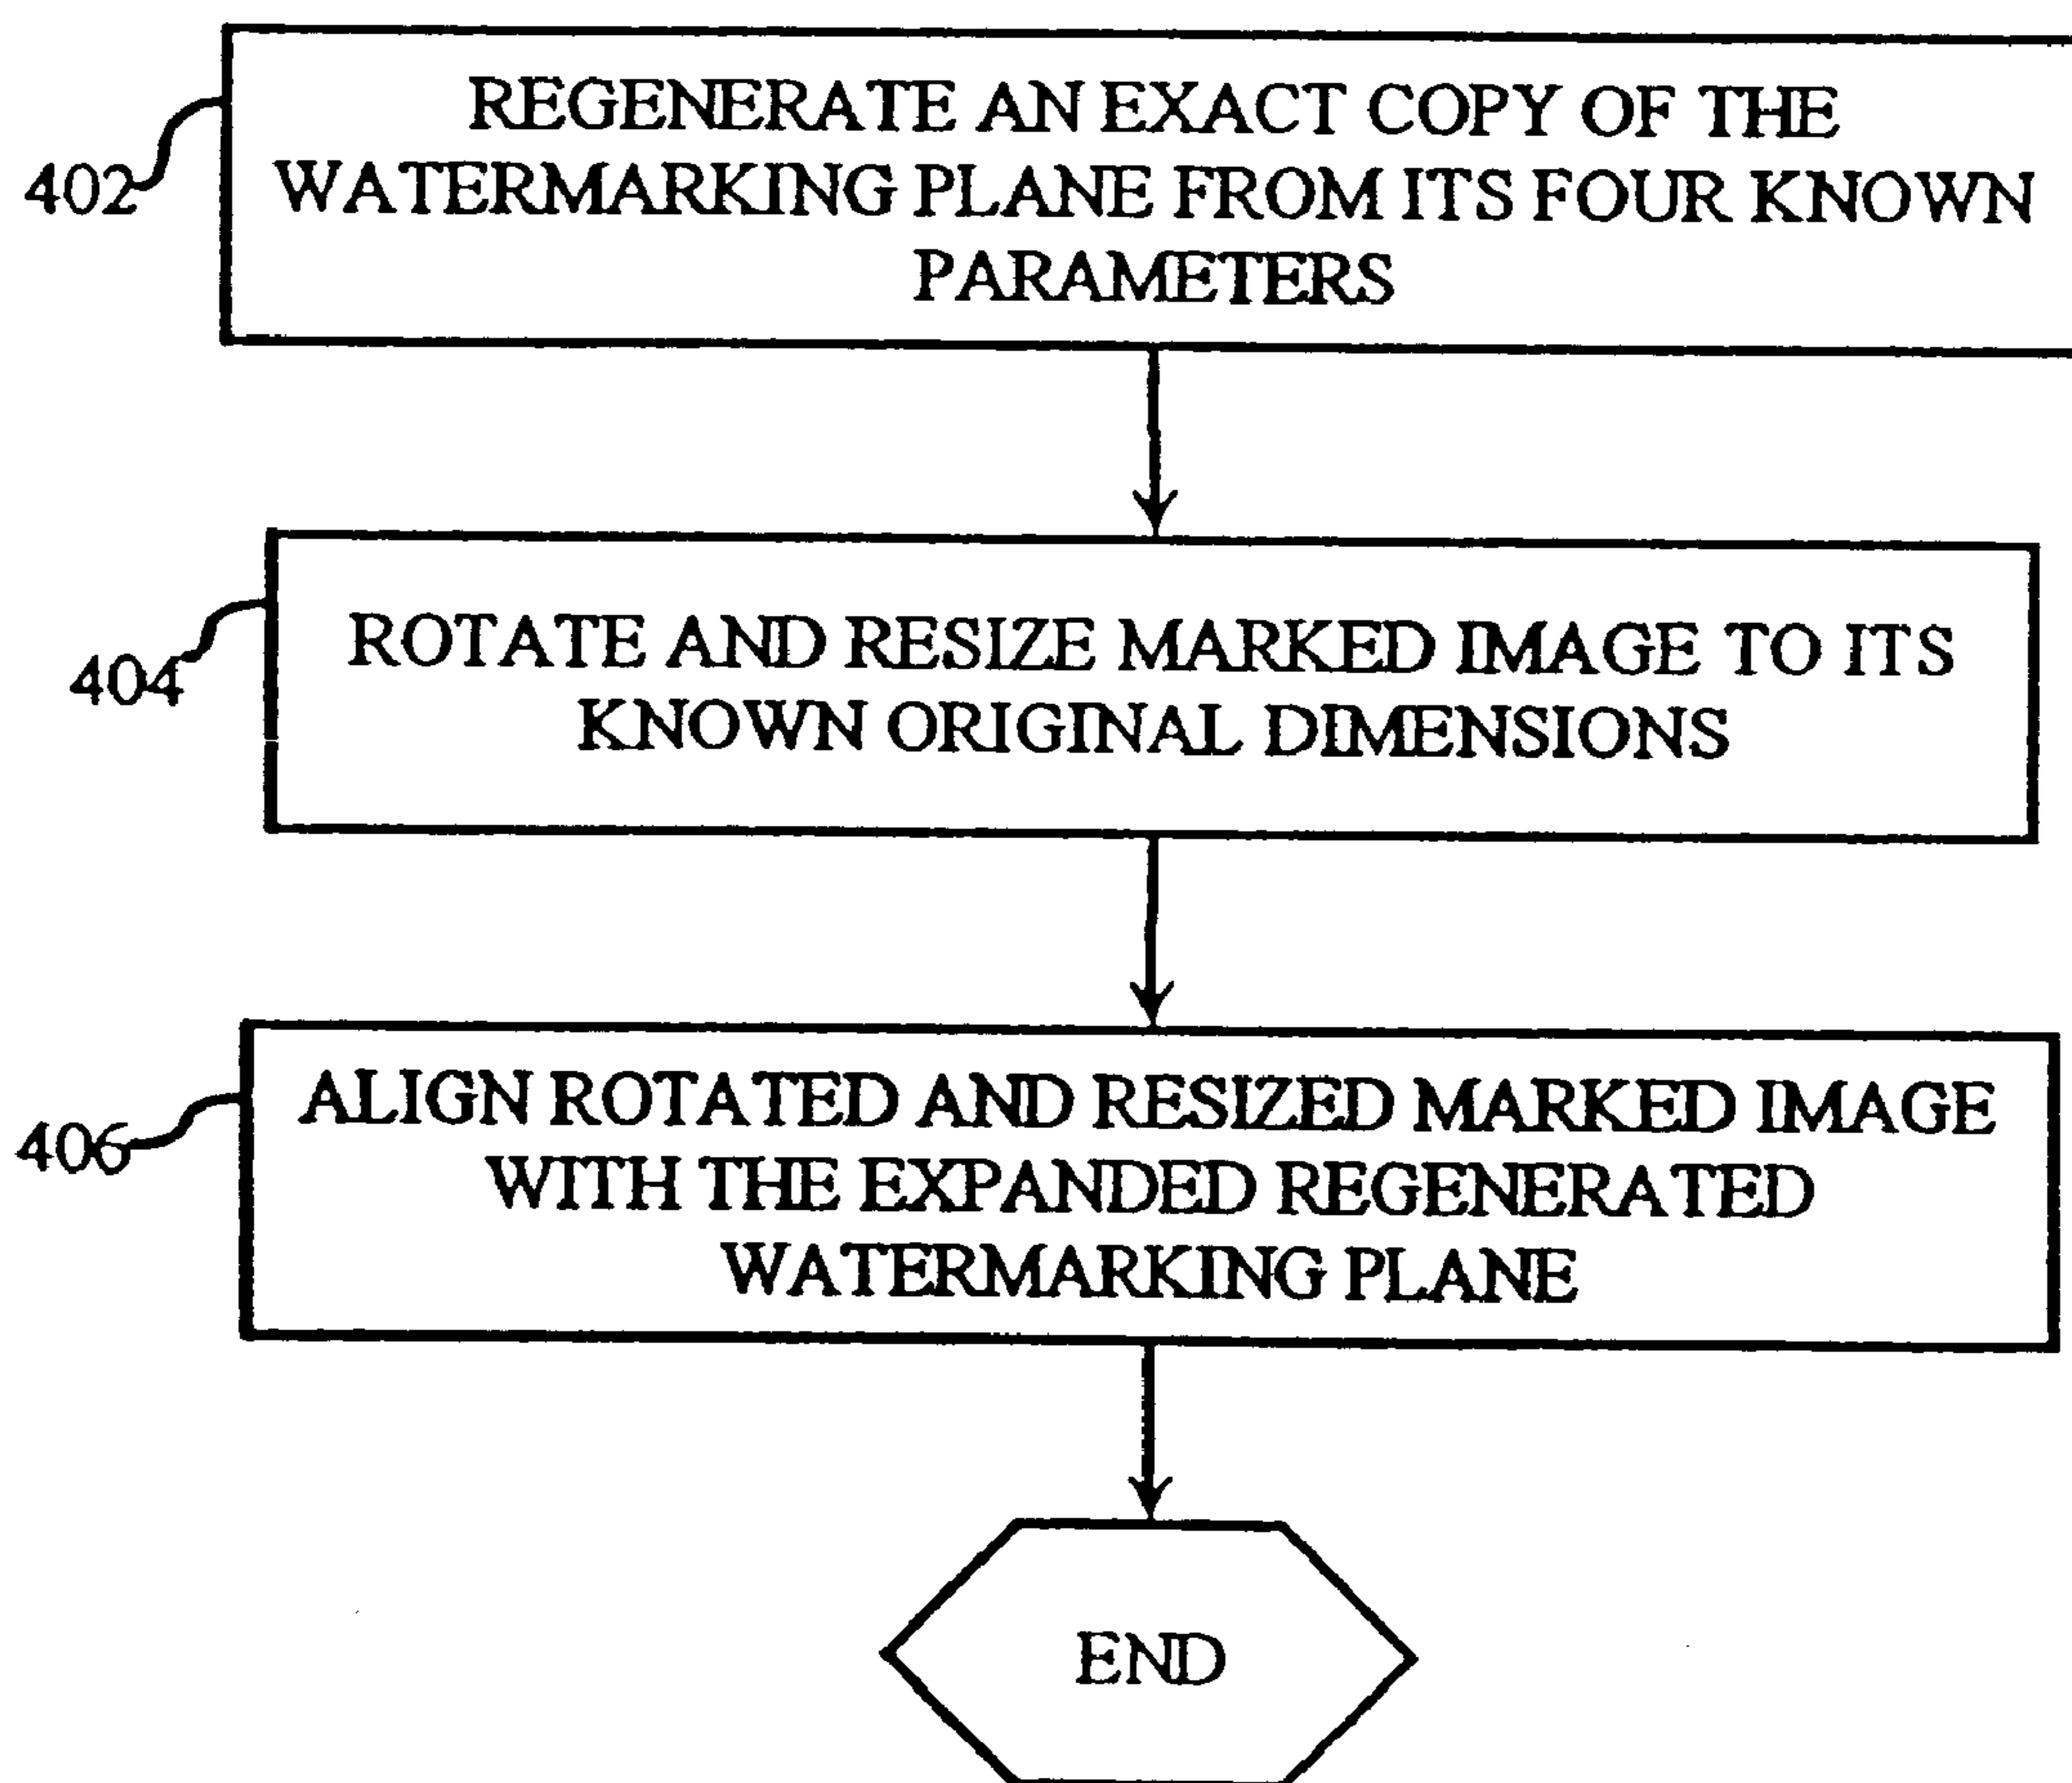 REGENERATE AN EXACT COPY OF THE
402
WATERMARKING PLANE FROM ITS FOUR KNOWN
PARAMETERS
ROTATE AND RESIZE MARKED IMAGE TO ITS
404
KNOWN ORIGINAL DIMENSIONS
ALIGN ROTATED AND RESIZED MARKED IMAGE
406
WITH THE EXPANDED REGENERATED
WATERMARKING PLANE
END